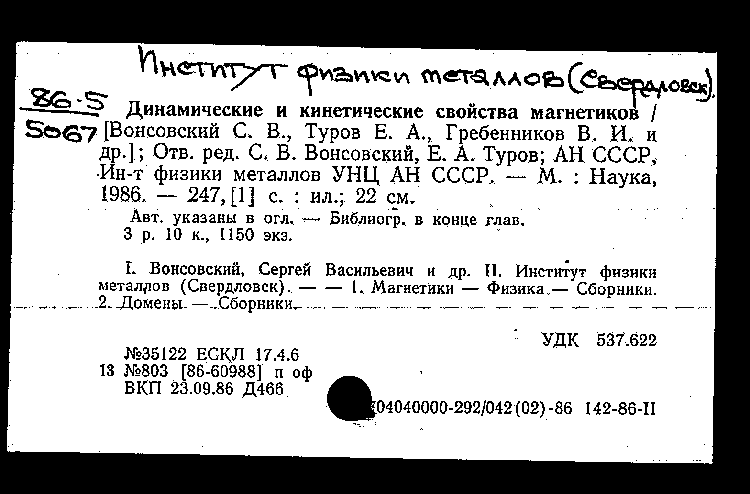 Институт физики металлов (Свердловск).
86-5
5067
Динамические и кинетические свойства магнетиков /
[Вонсовский С. В., Туров Е. А., Гребенников В. И. и
др.]; Отв. ред. С. В. Вонсовский, Е. А. Туров; АН СССР,
Ин-т физики металлов УНЦ АН СССР. — М. : Наука,
1986. — 247, [1] с. : ил.; 22 см.
Авт. указаны в огл. — Библиогр. в конце глав.
3 р. 10 к., 1150 экз.
I. Вонсовский, Сергей Васильевич и др. II. Институт физики
металлов (Свердловск). — — 1. Магнетики — Физика — Сборники.
2. Домены — Сборники.
УДК 537.622
№35122 ЕСКЛ 17.4.6
13 №803 [86-60988] п оф
ВКП 23.09.86 Д466
04040000-292/042(02)-86 142-86-II